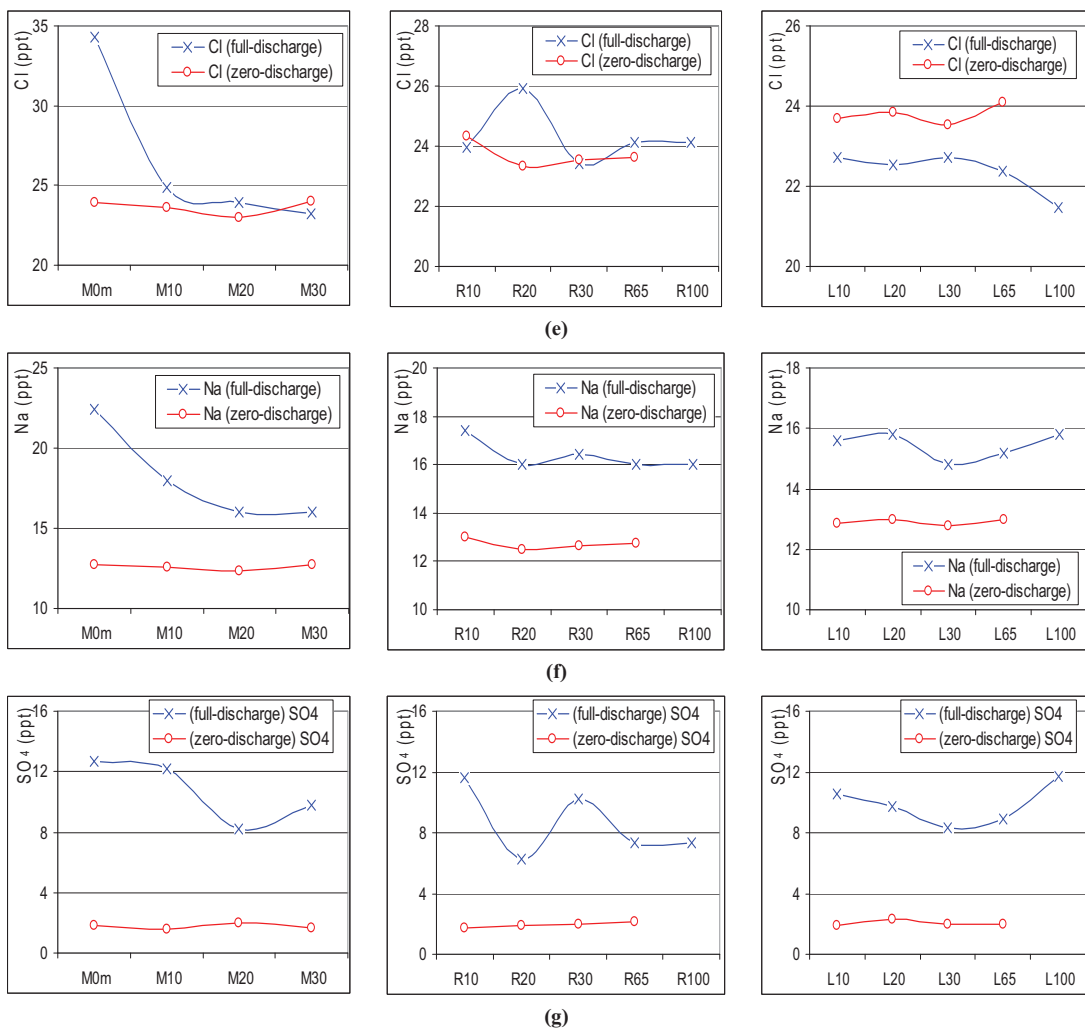 Cl (ppt)
35
30
25
20
Cl (full-discharge)
Cl (zero-discharge)
M0m M10 M20 M30
Cl (ppt)
28
26
24
22
20
Cl (full-discharge)
Cl (zero-discharge)
R10 R20 R30 R65 R100
Cl (ppt)
26
24
22
20
Cl (full-discharge)
Cl (zero-discharge)
L10 L20 L30 L65 L100
(e)
Na (ppt)
25
20
15
10
Na (full-discharge)
Na (zero-discharge)
M0m M10 M20 M30
Na (ppt)
20
18
16
14
12
10
Na (full-discharge)
Na (zero-discharge)
R10 R20 R30 R65 R100
Na (ppt)
18
16
14
12
10
Na (full-discharge)
Na (zero-discharge)
L10 L20 L30 L65 L100
(f)
SO4 (ppt)
16
12
8
4
0
(full-discharge) SO4
(zero-discharge) SO4
M0m M10 M20 M30
SO4 (ppt)
16
12
8
4
0
(full-discharge) SO4
(zero-discharge) SO4
R10 R20 R30 R65 R100
SO4 (ppt)
16
12
8
4
0
(full-discharge) SO4
(zero-discharge) SO4
L10 L20 L30 L65 L100
(g)